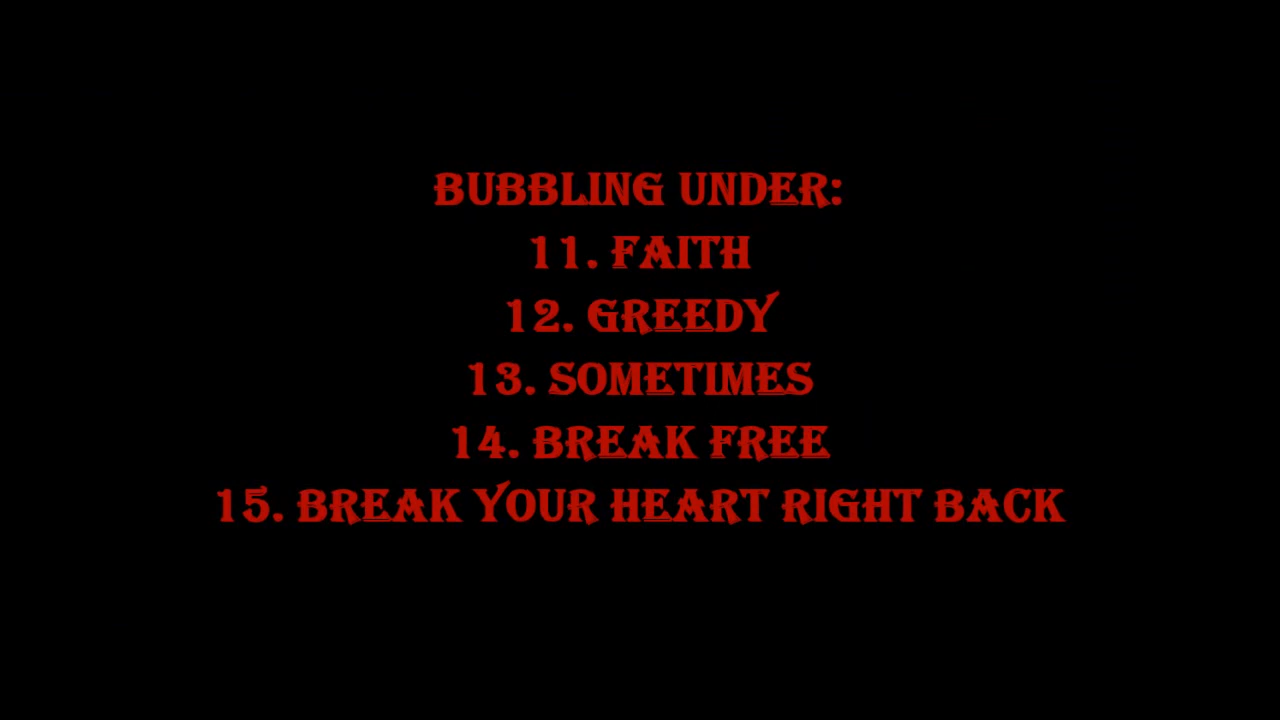 BUBBLING UNDER:
11. FAITH
12. GREEDY
13. SOMETIMES
14. BREAK FREE
15. BREAK YOUR HEART RIGHT BACK